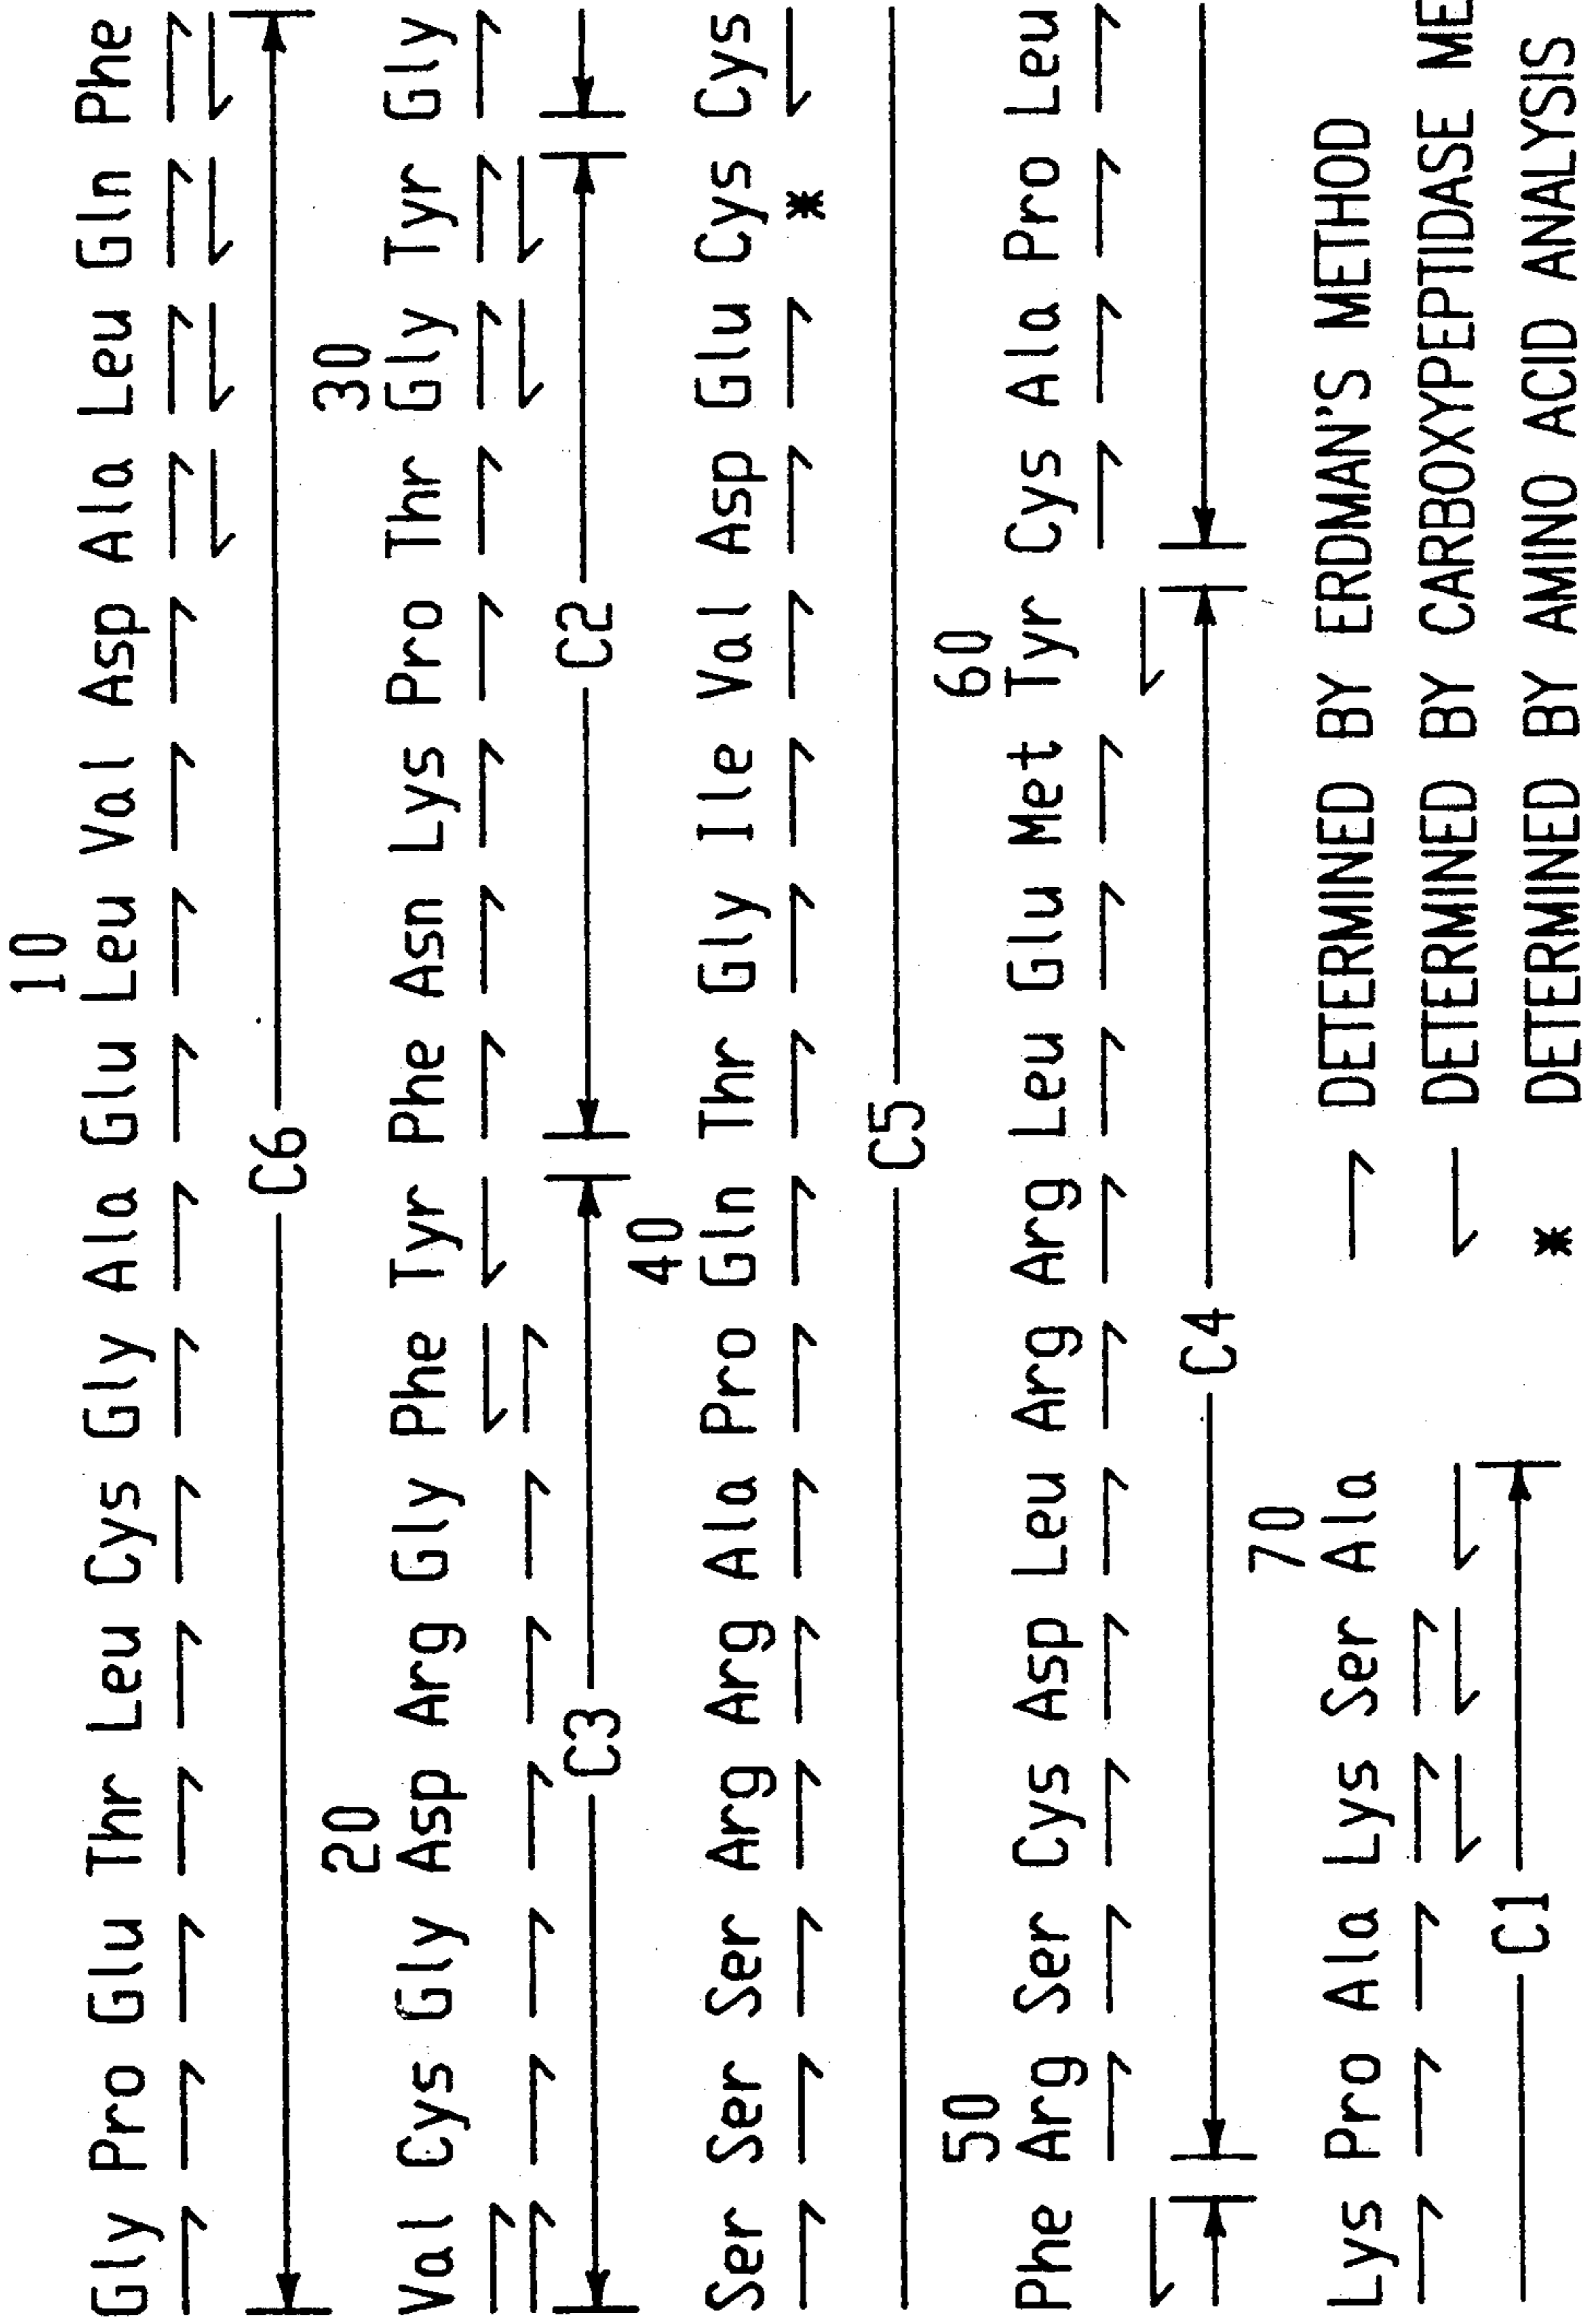 10
Gly Pro Glu Thr Leu Cys Gly Ala Glu Leu Val Asp Ala Leu Gln Phe
C6
20 30
Val Cys Gly Asp Arg Gly Phe Tyr Phe Asn Lys Pro Thr Gly Tyr Gly
C3 C2
40
Ser Ser Ser Arg Arg Ala Pro Gln Thr Gly Ile Val Asp Glu Cys Cys
*
C5
50 60
Phe Arg Ser Cys Asp Leu Arg Arg Leu Glu Met Tyr Cys Ala Pro Leu
C4
70
Lys Pro Ala Lys Ser Ala
C1
DETERMINED BY ERDMAN'S METHOD
DETERMINED BY CARBOXYPEPTIDASE ME
* DETERMINED BY AMINO ACID ANALYSIS